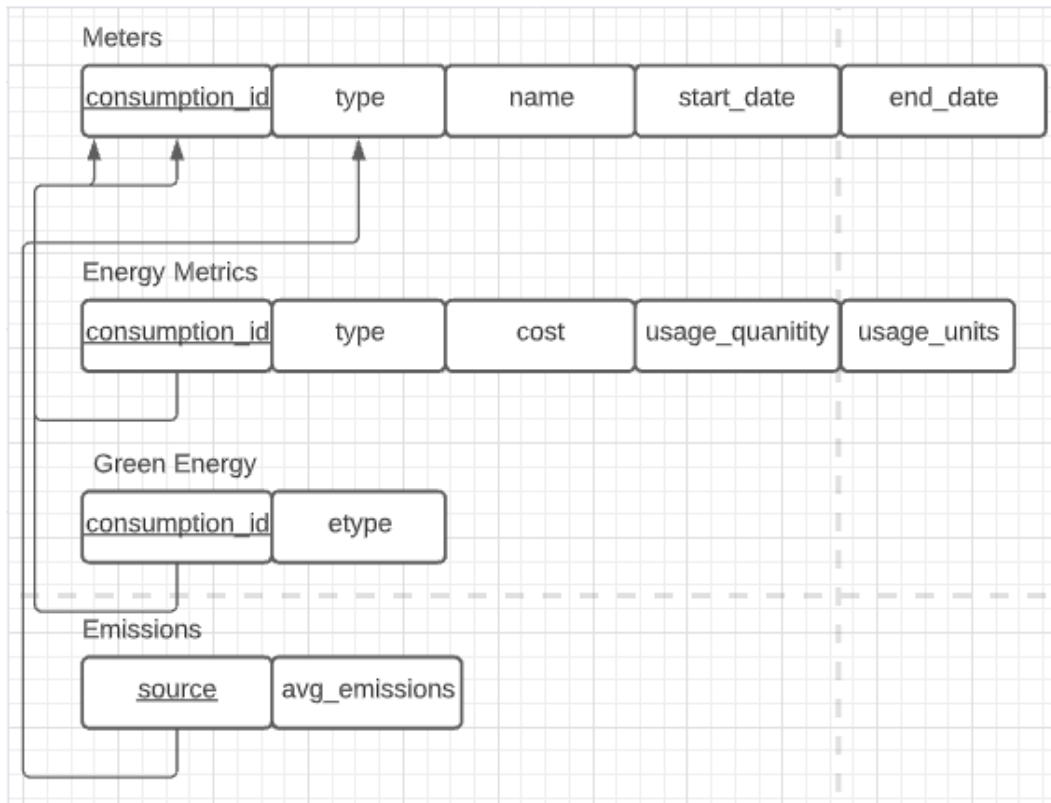 Meters
consumption_id type name start_date end_date
Energy Metrics
consumption_id type cost usage_quanitity usage_units
Green Energy
consumption_id etype
Emissions
source avg_emissions